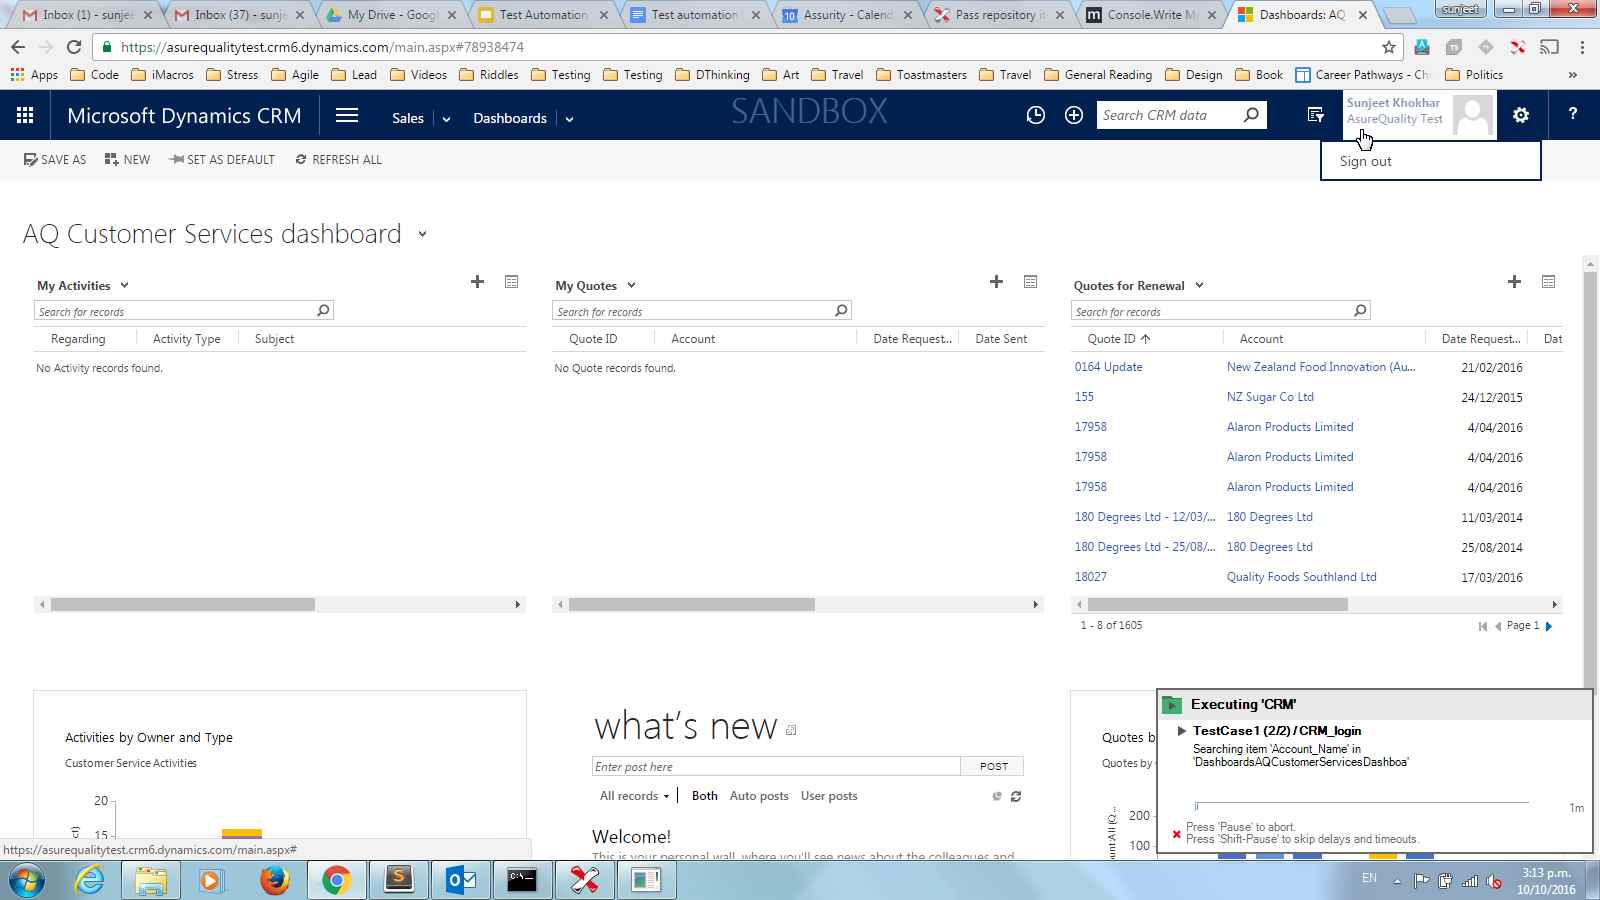 Inbox (1) - sunjee
Inbox (37) - sunje
My Drive - Goog
Test Automation
Test automation
Assurity - Calend
Pass repository it
Console.Write M
Dashboards: AQ
sunjeet
https://asurequalitytest.crm6.dynamics.com/main.aspx#78938474
Apps Code iMacros Stress Agile Lead Videos Riddles Testing Testing DThinking Art Travel Toastmasters Travel General Reading Design Book Career Pathways - Ch Politics »
Microsoft Dynamics CRM
Sales
Dashboards
SANDBOX
Search CRM data
Sunjeet Khokhar
AsureQuality Test
?
Sign out
SAVE AS NEW SET AS DEFAULT REFRESH ALL
AQ Customer Services dashboard
My Activities
Search for records
Regarding Activity Type Subject
No Activity records found.
My Quotes
Search for records
Quote ID Account Date Request... Date Sent
No Quote records found.
Quotes for Renewal
Search for records
Quote ID Account Date Request... Dat
0164 Update New Zealand Food Innovation (Au... 21/02/2016
155 NZ Sugar Co Ltd 24/12/2015
17958 Alaron Products Limited 4/04/2016
17958 Alaron Products Limited 4/04/2016
17958 Alaron Products Limited 4/04/2016
180 Degrees Ltd - 12/03/... 180 Degrees Ltd 11/03/2014
180 Degrees Ltd - 25/08/... 180 Degrees Ltd 25/08/2014
18027 Quality Foods Southland Ltd 17/03/2016
1 - 8 of 1605
Page 1
Activities by Owner and Type
Customer Service Activities
20
15
what's new
Enter post here
POST
All records Both Auto posts User posts
Welcome!
This is your personal wall, where you'll see news about the colleagues and
Quotes b
Quotes by
200
100
Executing 'CRM'
TestCase1 (2/2) / CRM_login
Searching item 'Account_Name' in
'DashboardsAQCustomerServicesDashboa'
1m
Press 'Pause' to abort.
Press 'Shift-Pause' to skip delays and timeouts.
https://asurequalitytest.crm6.dynamics.com/main.aspx#
EN
3:13 p.m.
10/10/2016